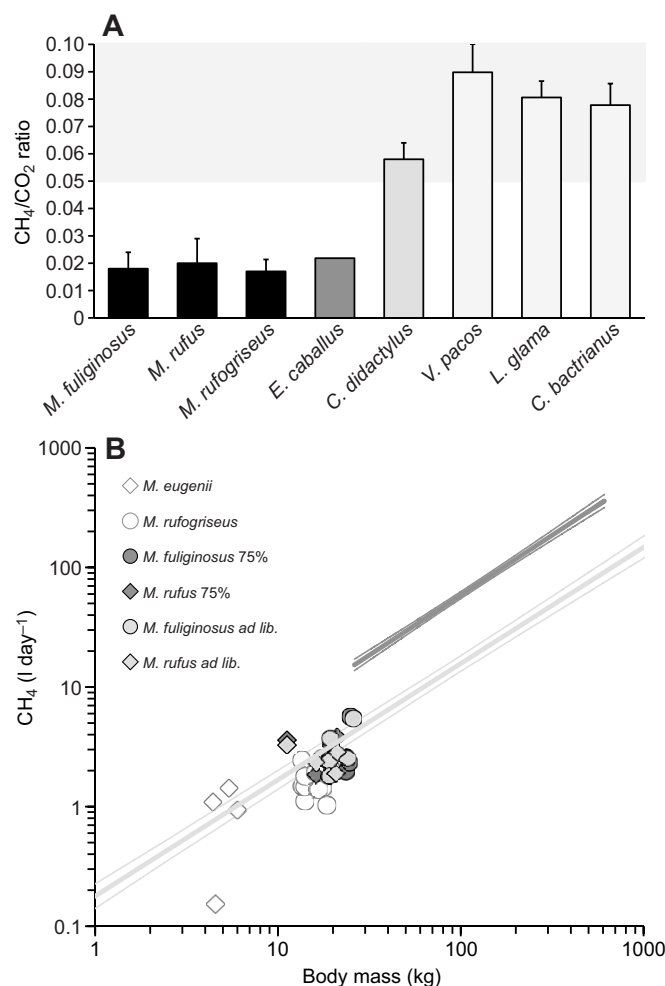 A
CH₄/CO₂ ratio
0.10
0.09
0.08
0.07
0.06
0.05
0.04
0.03
0.02
0.01
0
M. fuliginosus
M. rufus
M. rufogriseus
E. caballus
C. didactylus
V. pacos
L. glama
C. bactrianus
B
CH₄ (l day⁻¹)
1000
100
10
1
0.1
M. eugenii
M. rufogriseus
M. fuliginosus 75%
M. rufus 75%
M. fuliginosus ad lib.
M. rufus ad lib.
1
10
100
1000
Body mass (kg)